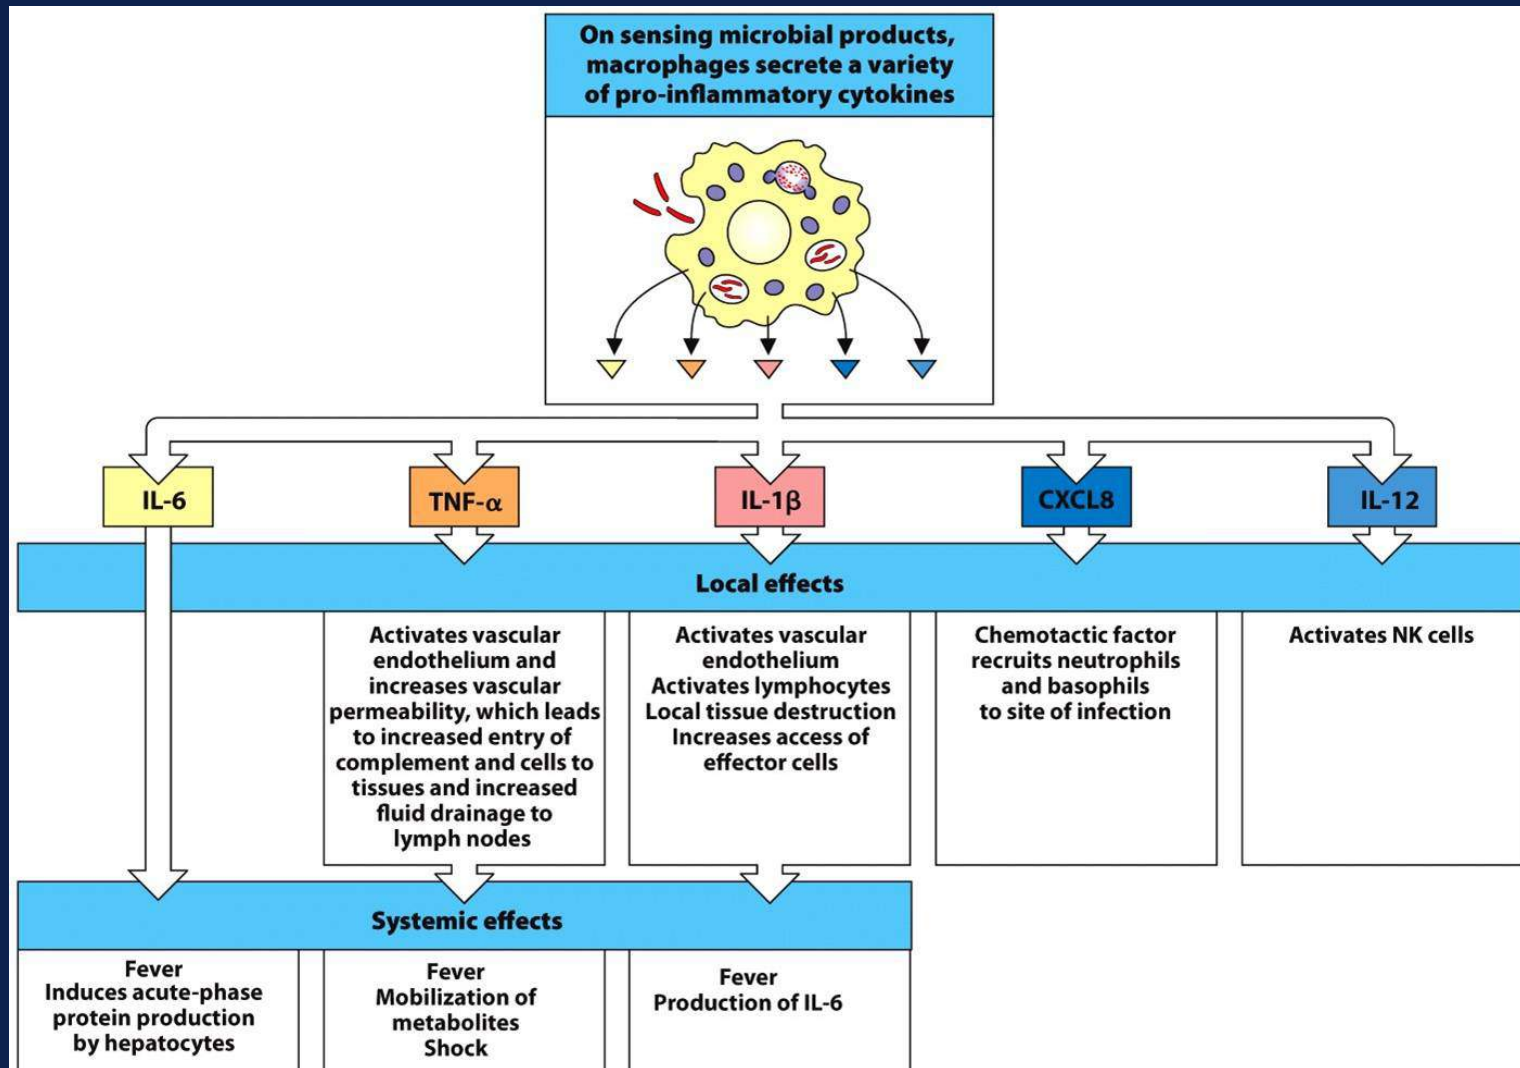 On sensing microbial products,
macrophages secrete a variety
of pro-inflammatory cytokines
IL-6
TNF-α
IL-1β
CXCL8
IL-12
Local effects
Activates vascular
endothelium and
increases vascular
permeability, which leads
to increased entry of
complement and cells to
tissues and increased
fluid drainage to
lymph nodes
Activates vascular
endothelium
Activates lymphocytes
Local tissue destruction
Increases access of
effector cells
Chemotactic factor
recruits neutrophils
and basophils
to site of infection
Activates NK cells
Systemic effects
Fever
Induces acute-phase
protein production
by hepatocytes
Fever
Mobilization of
metabolites
Shock
Fever
Production of IL-6